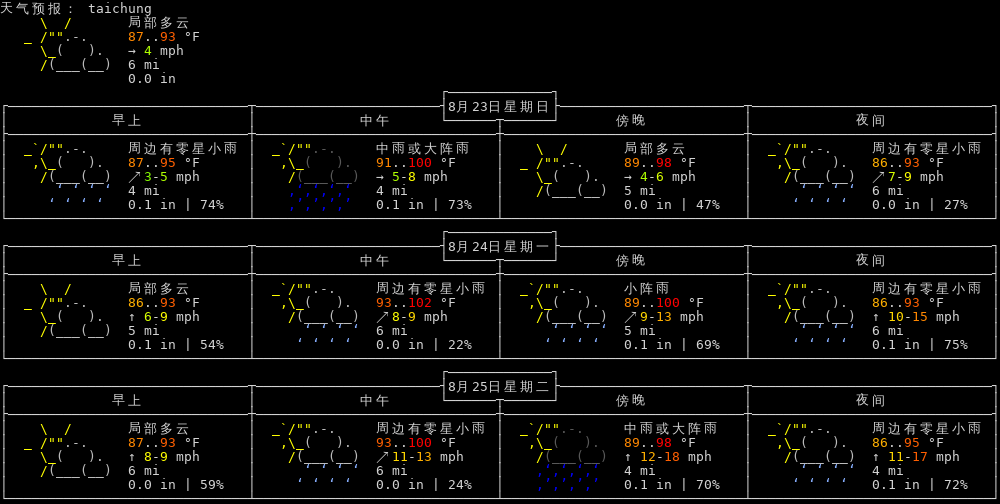 天气预报： taichung
局部多云
87..93 °F
→ 4 mph
6 mi
0.0 in
8月23日星期日
早上 中午 傍晚 夜间
周边有零星小雨 中雨或大阵雨 局部多云 周边有零星小雨
87..95 °F 91..100 °F 89..98 °F 86..93 °F
↗ 3-5 mph → 5-8 mph → 4-6 mph ↗ 7-9 mph
4 mi 4 mi 5 mi 6 mi
0.1 in | 74% 0.1 in | 73% 0.0 in | 47% 0.0 in | 27%
8月24日星期一
早上 中午 傍晚 夜间
局部多云 周边有零星小雨 小阵雨 周边有零星小雨
86..93 °F 93..102 °F 89..100 °F 86..93 °F
↑ 6-9 mph ↗ 8-9 mph ↗ 9-13 mph ↑ 10-15 mph
5 mi 6 mi 5 mi 6 mi
0.1 in | 54% 0.0 in | 22% 0.1 in | 69% 0.1 in | 75%
8月25日星期二
早上 中午 傍晚 夜间
局部多云 周边有零星小雨 中雨或大阵雨 周边有零星小雨
87..93 °F 93..100 °F 89..98 °F 86..95 °F
↑ 8-9 mph ↗ 11-13 mph ↑ 12-18 mph ↑ 11-17 mph
6 mi 6 mi 4 mi 4 mi
0.0 in | 59% 0.0 in | 24% 0.1 in | 70% 0.1 in | 72%